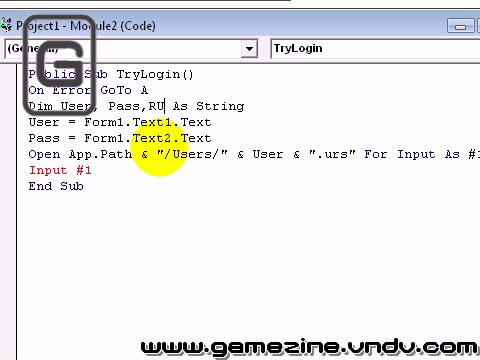 Project1 - Module2 (Code)
(General) TryLogin
Public Sub TryLogin()
On Error GoTo A
Dim User, Pass,RU As String
User = Form1.Text1.Text
Pass = Form1.Text2.Text
Open App.Path & "/Users/" & User & ".urs" For Input As #1
Input #1
End Sub
G
www.gamezine.vndv.com